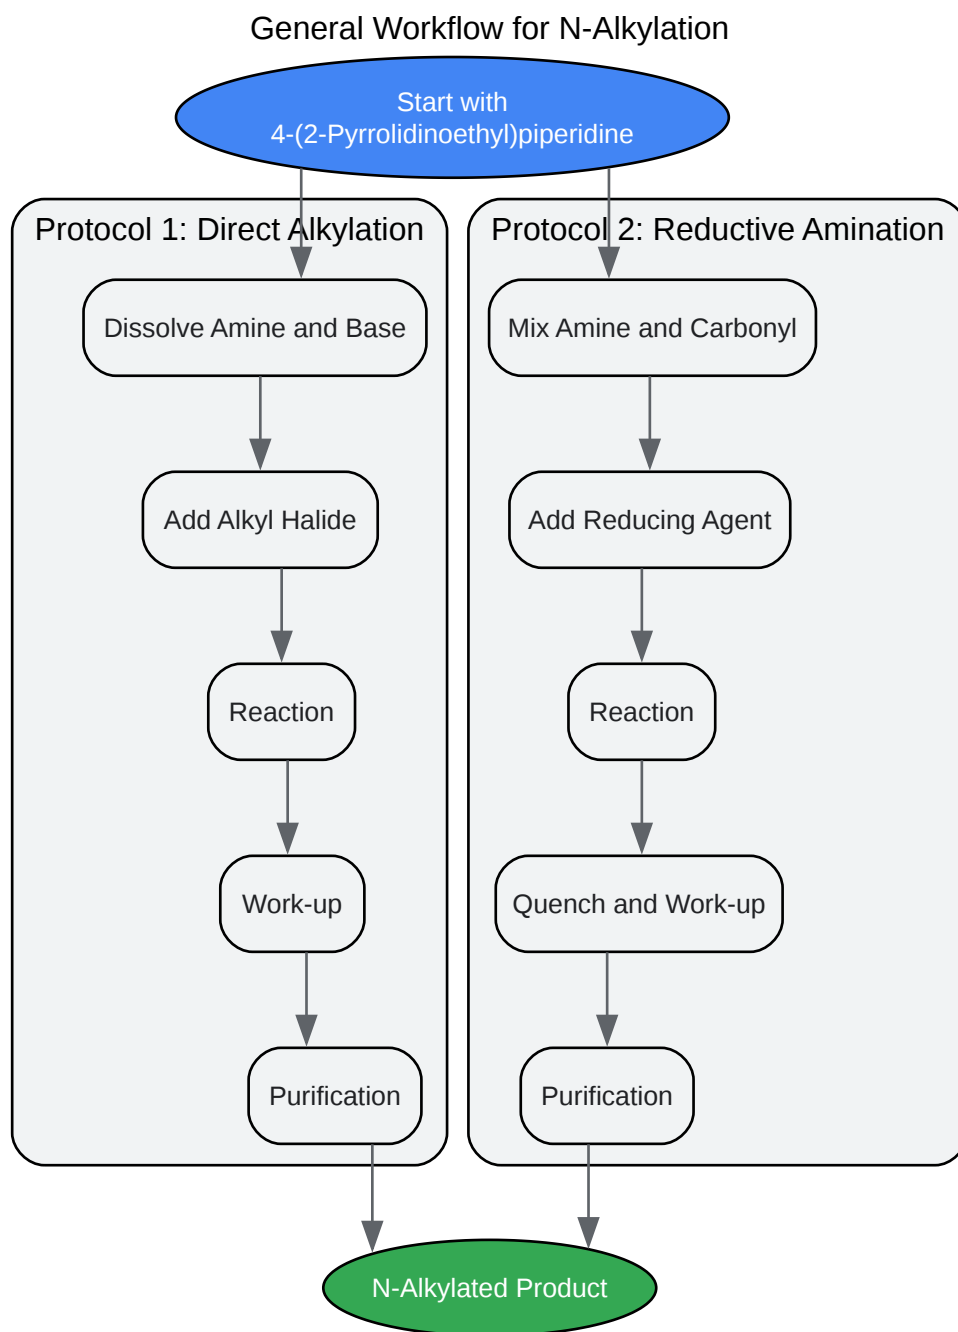 General Workflow for N-Alkylation
Start with
4-(2-Pyrrolidinoethyl)piperidine
Protocol 1: Direct Alkylation
Dissolve Amine and Base
Add Alkyl Halide
Reaction
Work-up
Purification
Protocol 2: Reductive Amination
Mix Amine and Carbonyl
Add Reducing Agent
Reaction
Quench and Work-up
Purification
N-Alkylated Product